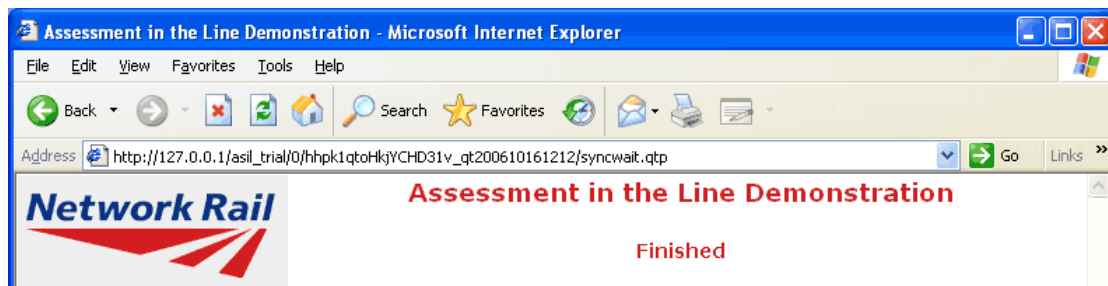 Assessment in the Line Demonstration - Microsoft Internet Explorer
File Edit View Favorites Tools Help
Back Search Favorites
Address http://127.0.0.1/asil_trial/0/hhpk1qtoHkjYCHD31v_qt200610161212/syncwait.qtp Go Links »
Network Rail
Assessment in the Line Demonstration
Finished